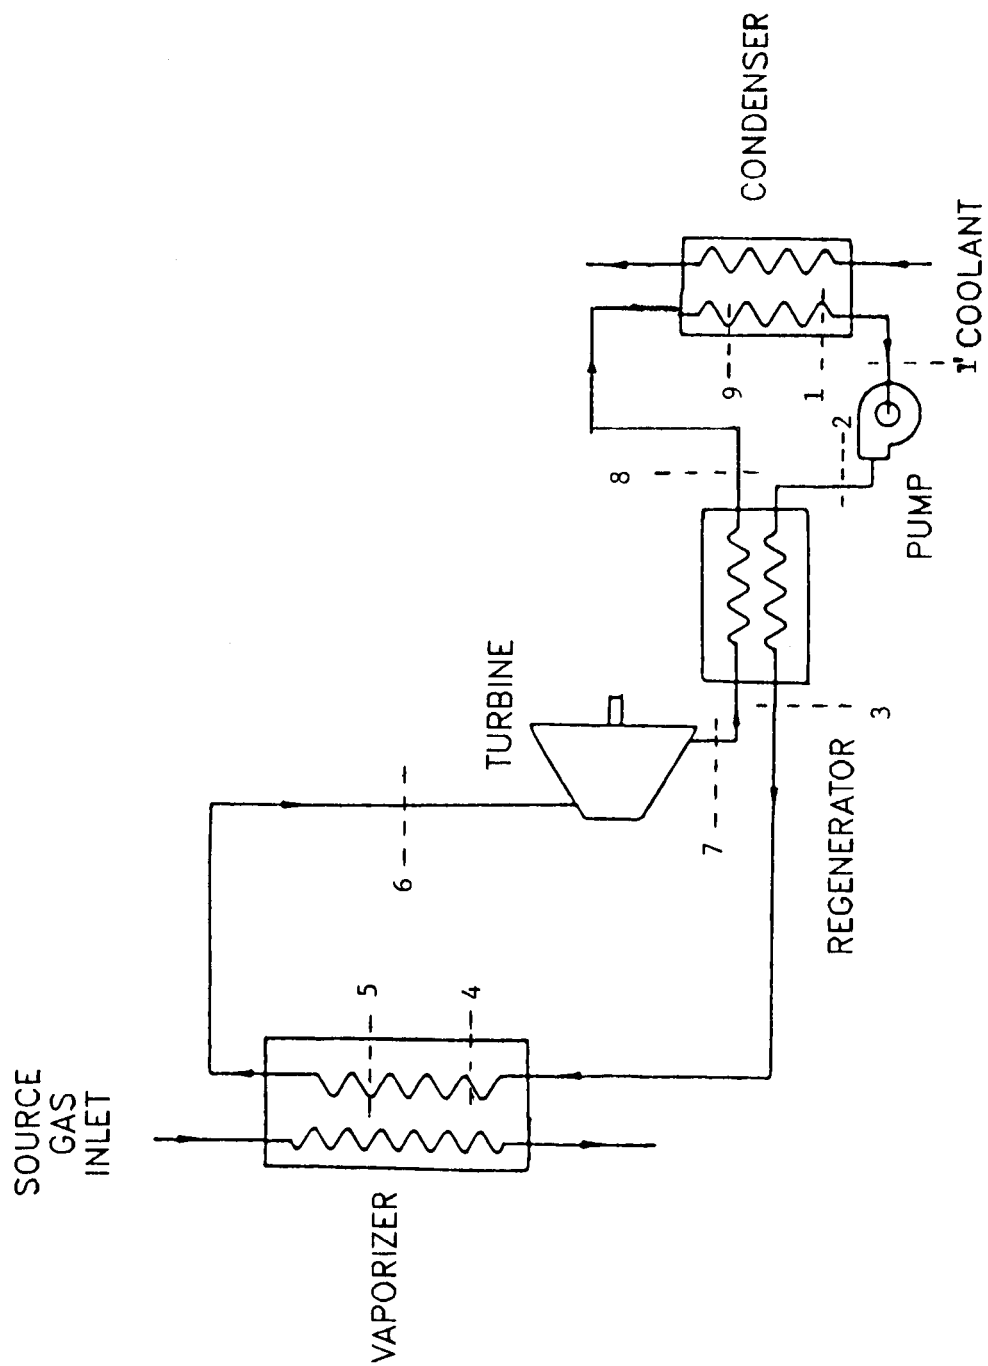 SOURCE
GAS
INLET
VAPORIZER
5
4
6
TURBINE
7
REGENERATOR
3
8
PUMP
2
CONDENSER
9
1
1'
COOLANT